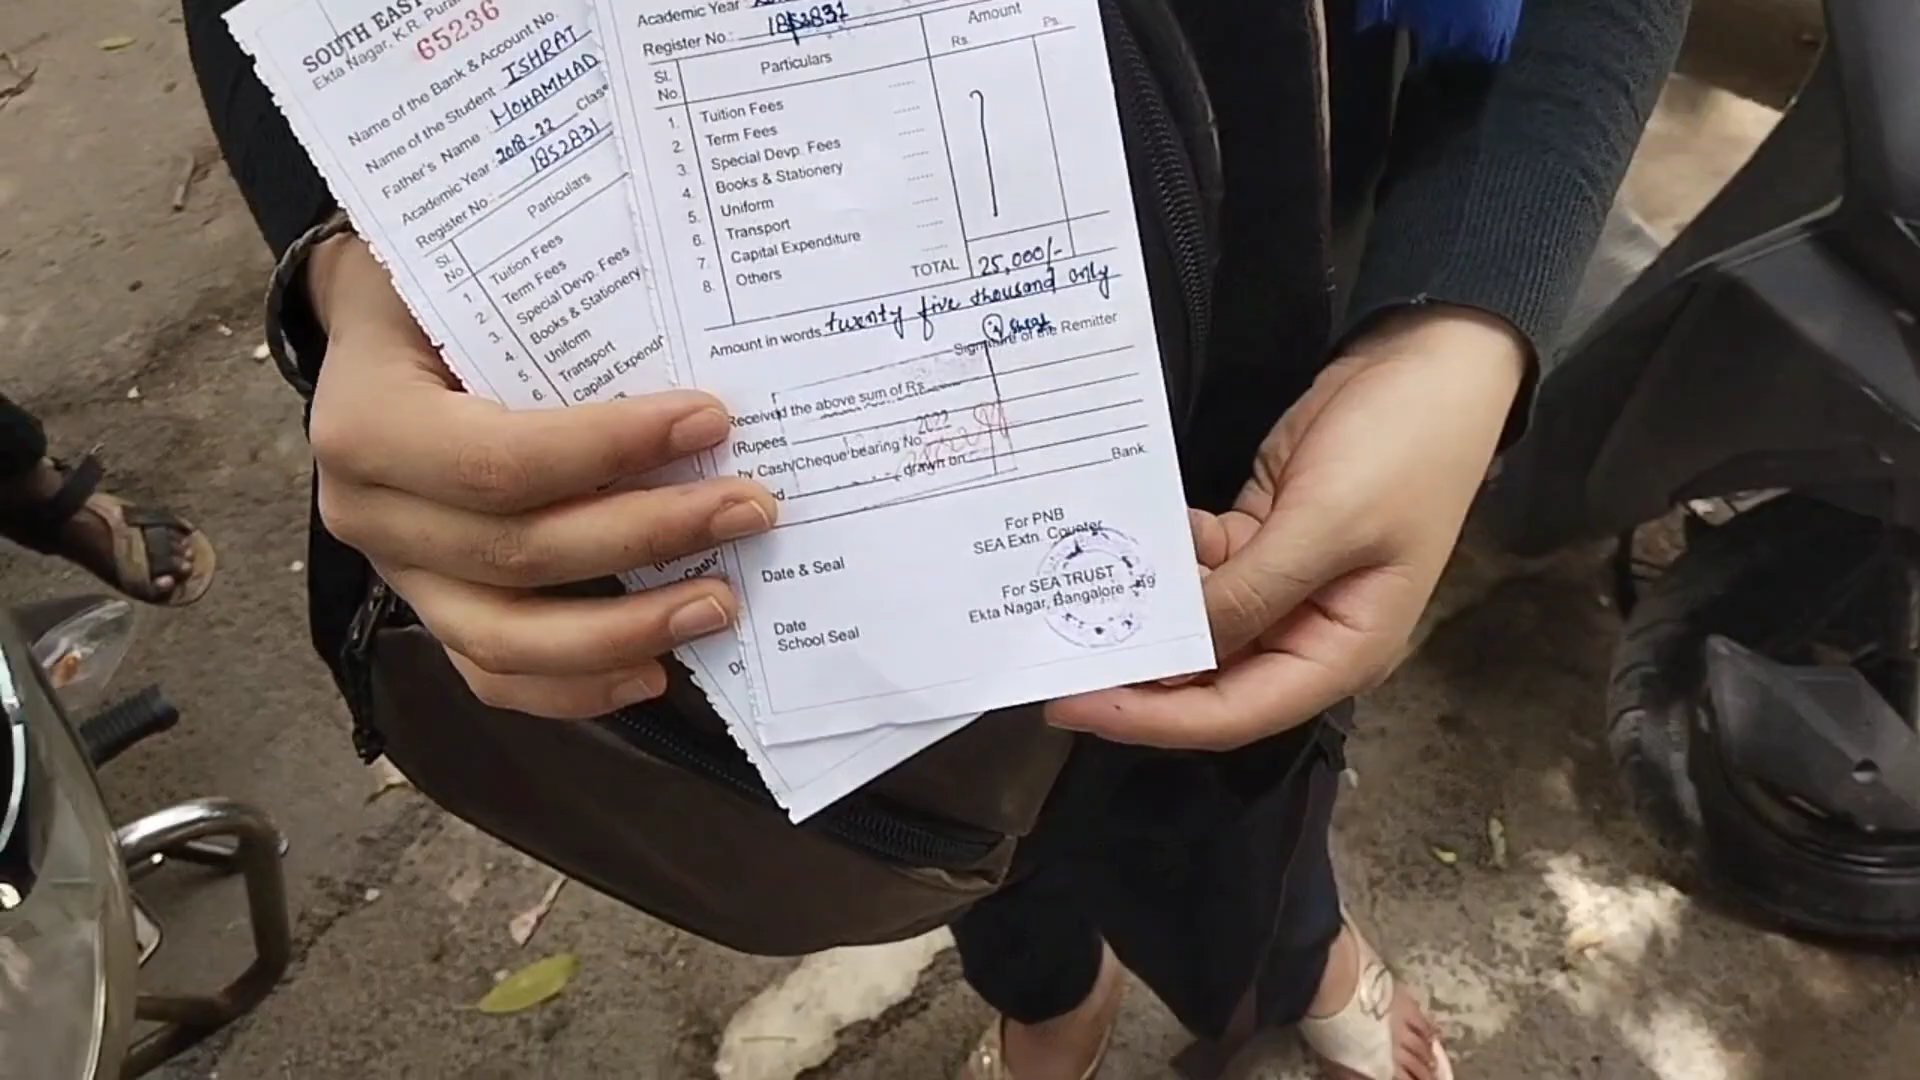 SOUTH EAST
Ekta Nagar, K.R. Pura
65236
Name of the Bank & Account No.
Name of the Student ISHRAT
Father's Name : MOHAMMAD
Academic Year : 2018-22 Class
Register No.: 1852831
Sl. No. Particulars
1. Tuition Fees
2. Term Fees
3. Special Devp. Fees
4. Books & Stationery
5. Uniform
6. Transport
Capital Expendi
Academic Year
Register No.: 1852831
Sl. No. Particulars Amount
Rs. Ps.
1. Tuition Fees
2. Term Fees
3. Special Devp. Fees
4. Books & Stationery
5. Uniform
6. Transport
7. Capital Expenditure
8. Others
TOTAL 25,000/-
Amount in words twenty five thousand only
Signature of the Remitter
Received the above sum of Rs.
(Rupees
by Cash/Cheque bearing No. 2022
drawn on Bank
For PNB
SEA Extn. Counter
Date & Seal
For SEA TRUST
Ekta Nagar, Bangalore -49
Date
School Seal